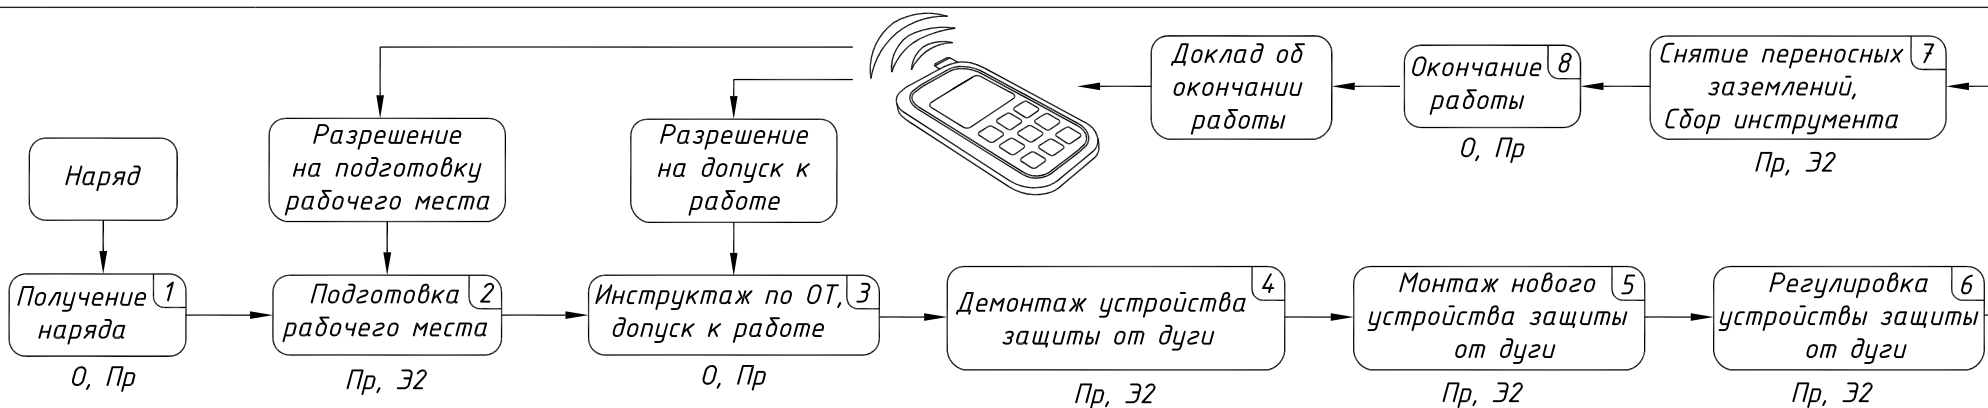 Доклад об
окончании
работы
Окончание 8
работы
О, Пр
Снятие переносных 7
заземлений,
Сбор инструмента
Пр, Э2
Наряд
Разрешение
на подготовку
рабочего места
Разрешение
на допуск к
работе
Получение 1
наряда
О, Пр
Подготовка 2
рабочего места
Пр, Э2
Инструктаж по ОТ, 3
допуск к работе
О, Пр
4
Демонтаж устройства
защиты от дуги
Пр, Э2
Монтаж нового 5
устройства защиты
от дуги
Пр, Э2
Регулировка 6
устройствы защиты
от дуги
Пр, Э2